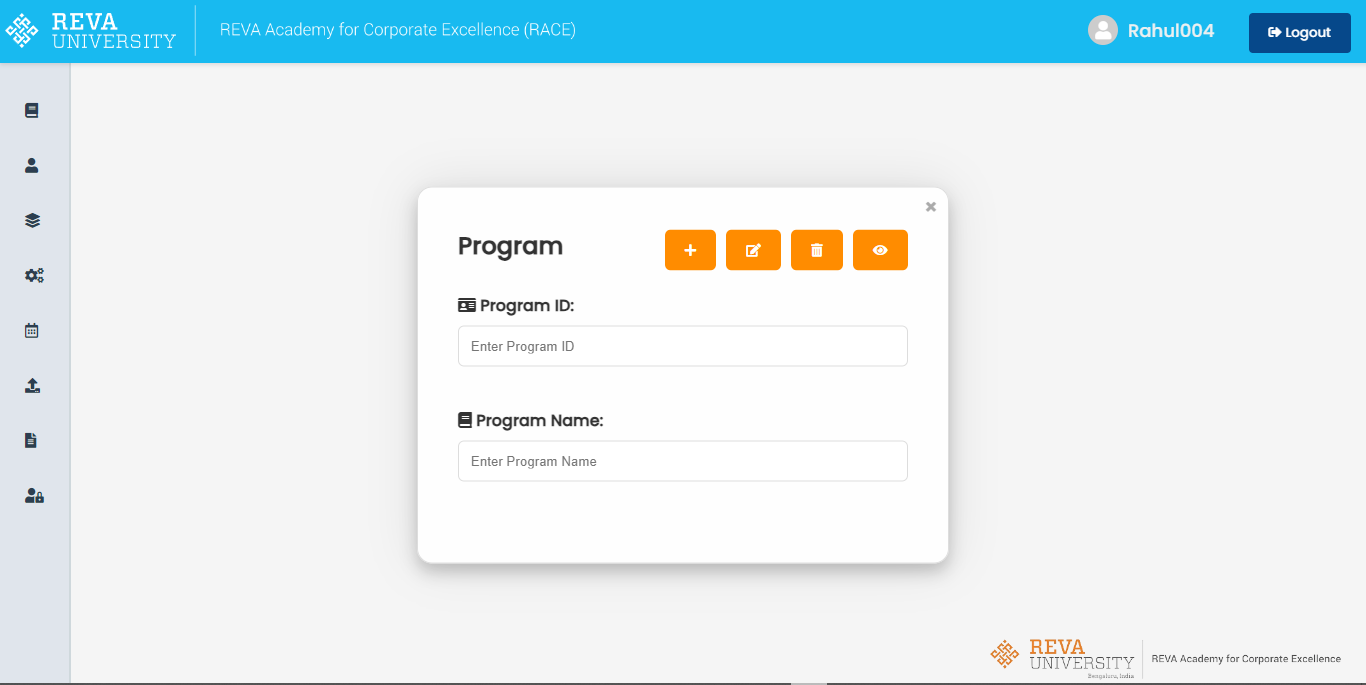 REVA
UNIVERSITY
REVA Academy for Corporate Excellence (RACE)
Rahul004
Logout
Program
Program ID:
Enter Program ID
Program Name:
Enter Program Name
REVA
UNIVERSITY
Bengaluru, India
REVA Academy for Corporate Excellence